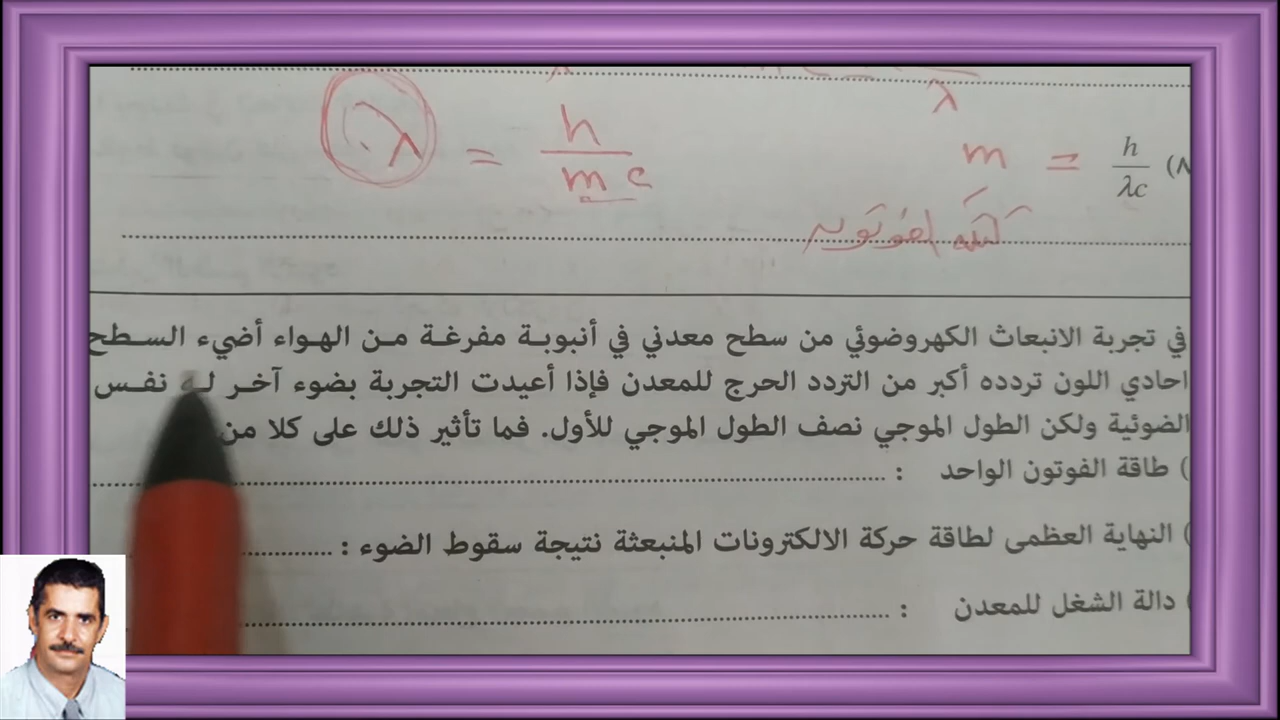 λ
λ = h / m c
m = h / λc (٨
كتلة الفوتون
في تجربة الانبعاث الكهروضوئي من سطح معدني في أنبوبة مفرغة من الهواء أضيء السطح
احادي اللون تردده أكبر من التردد الحرج للمعدن فإذا أعيدت التجربة بضوء آخر له نفس
الضوئية ولكن الطول الموجي نصف الطول الموجي للأول. فما تأثير ذلك على كلا من
) طاقة الفوتون الواحد :
) النهاية العظمى لطاقة حركة الالكترونات المنبعثة نتيجة سقوط الضوء :
) دالة الشغل للمعدن :